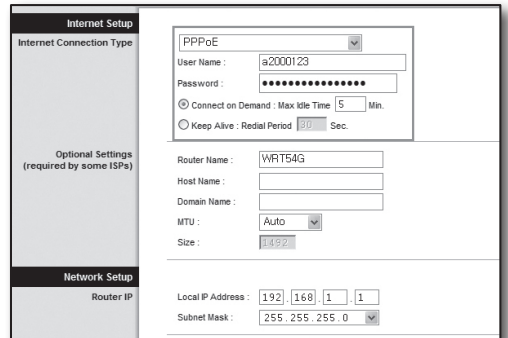 Internet Setup
Internet Connection Type
PPPoE
User Name : a2000123
Password : ●●●●●●●●●●●●●●●●
Connect on Demand : Max Idle Time 5 Min.
Keep Alive : Redial Period 30 Sec.
Optional Settings
(required by some ISPs)
Router Name : WRT54G
Host Name :
Domain Name :
MTU : Auto
Size : 1492
Network Setup
Router IP
Local IP Address : 192 . 168 . 1 . 1
Subnet Mask : 255.255.255.0